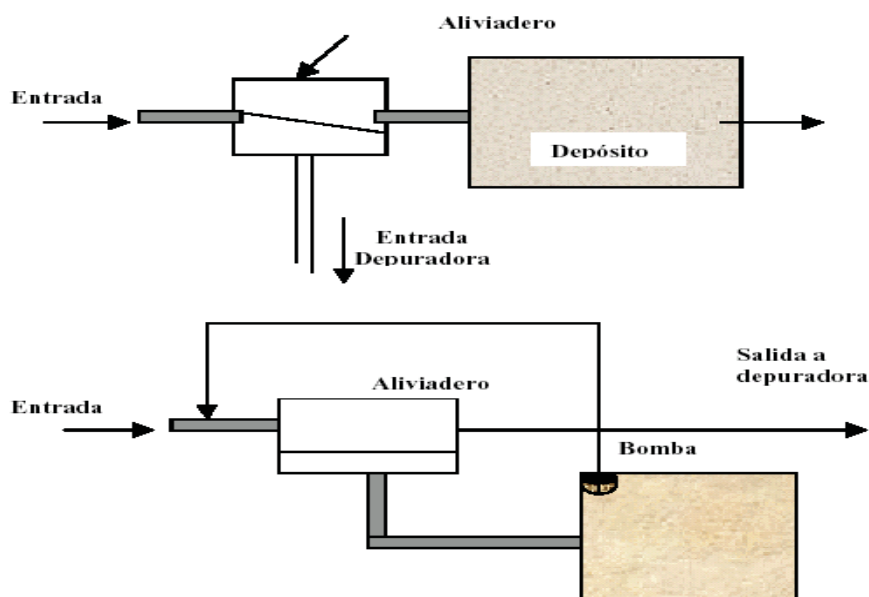 Aliviadero
Entrada
Depósito
Entrada
Depuradora
Salida a
depuradora
Aliviadero
Entrada
Bomba